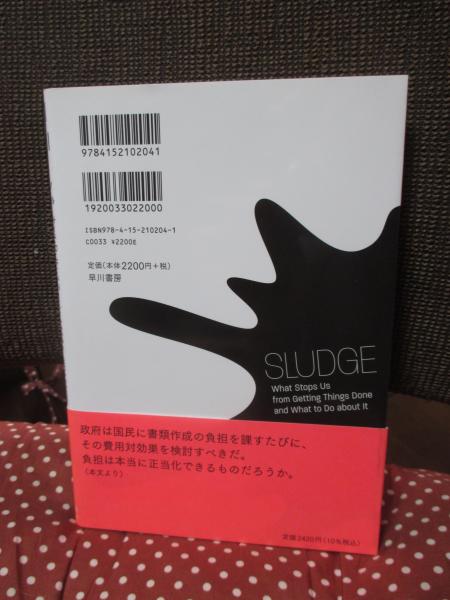 9784152102041
1920033022000
ISBN978-4-15-210204-1
C0033 ¥2200E
定価(本体2200円+税)
早川書房
SLUDGE
What Stops Us
from Getting Things Done
and What to Do about It
政府は国民に書類作成の負担を課すたびに、
その費用対効果を検討すべきだ。
負担は本当に正当化できるものだろうか。
(本文より)
定価2420円(10%税込)